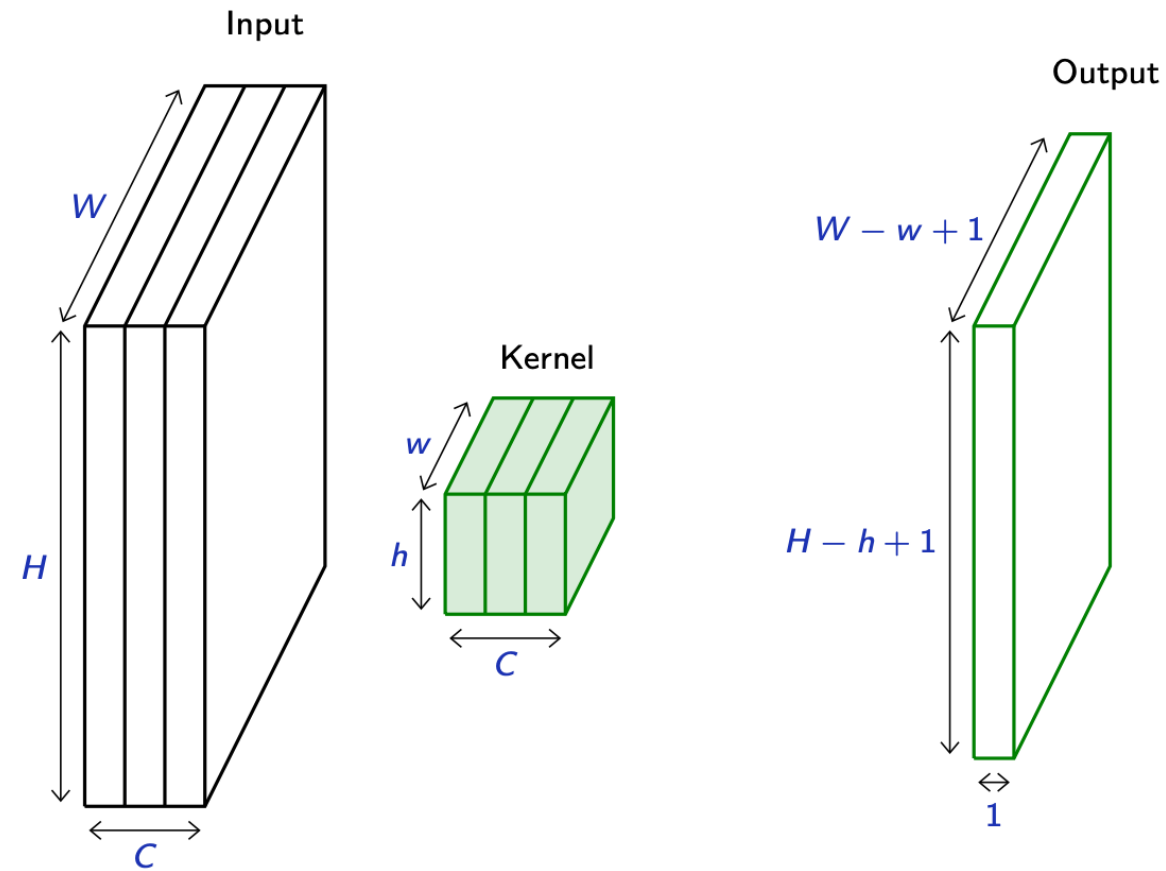 Input
W
H
C
Kernel
w
h
C
Output
W − w + 1
H − h + 1
1